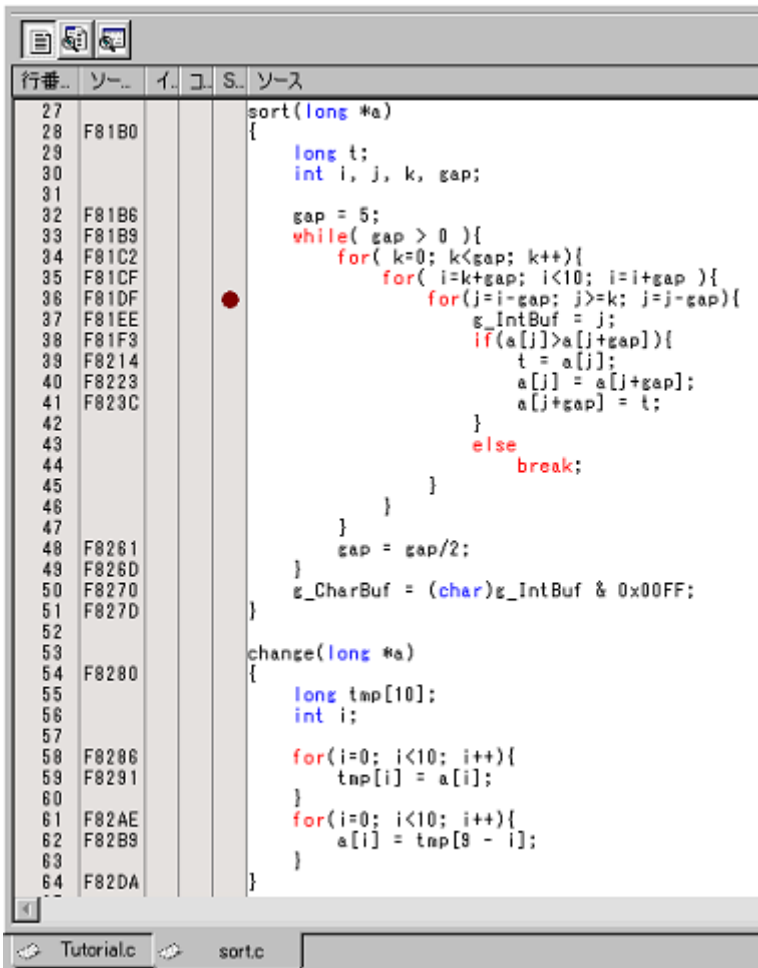 行番... ソー... イ.. コ.. S.. ソース
27 sort(long *a)
28 F81B0 {
29 long t;
30 int i, j, k, gap;
31
32 F81B6 gap = 5;
33 F81B9 while( gap > 0 ){
34 F81C2 for( k=0; k<gap; k++){
35 F81CF for( i=k+gap; i<10; i=i+gap ){
36 F81DF for(j=i-gap; j>=k; j=j-gap){
37 F81EE g_IntBuf = j;
38 F81F3 if(a[j]>a[j+gap]){
39 F8214 t = a[j];
40 F8223 a[j] = a[j+gap];
41 F823C a[j+gap] = t;
42 }
43 else
44 break;
45 }
46 }
47 }
48 F8261 gap = gap/2;
49 F826D }
50 F8270 g_CharBuf = (char)g_IntBuf & 0x00FF;
51 F827D }
52
53 change(long *a)
54 F8280 {
55 long tmp[10];
56 int i;
57
58 F8286 for(i=0; i<10; i++){
59 F8291 tmp[i] = a[i];
60 }
61 F82AE for(i=0; i<10; i++){
62 F82B9 a[i] = tmp[9 - i];
63 }
64 F82DA }
Tutorial.c sort.c